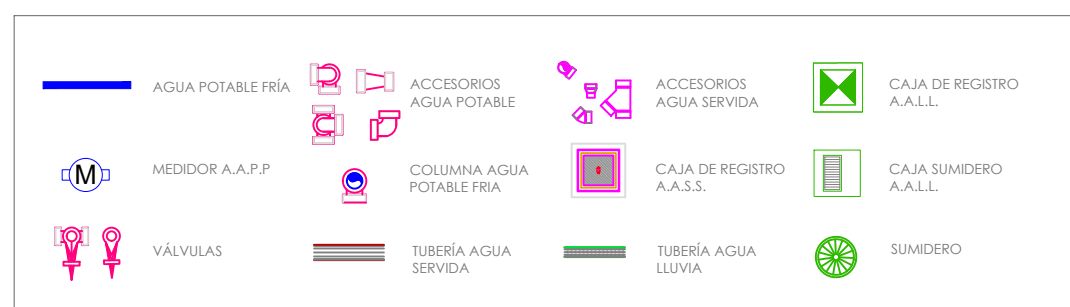 AGUA POTABLE FRÍA
ACCESORIOS
AGUA POTABLE
ACCESORIOS
AGUA SERVIDA
CAJA DE REGISTRO
A.A.L.L.
M
MEDIDOR A.A.P.P
COLUMNA AGUA
POTABLE FRIA
CAJA DE REGISTRO
A.A.S.S.
CAJA SUMIDERO
A.A.L.L.
VÁLVULAS
TUBERÍA AGUA
SERVIDA
TUBERÍA AGUA
LLUVIA
SUMIDERO